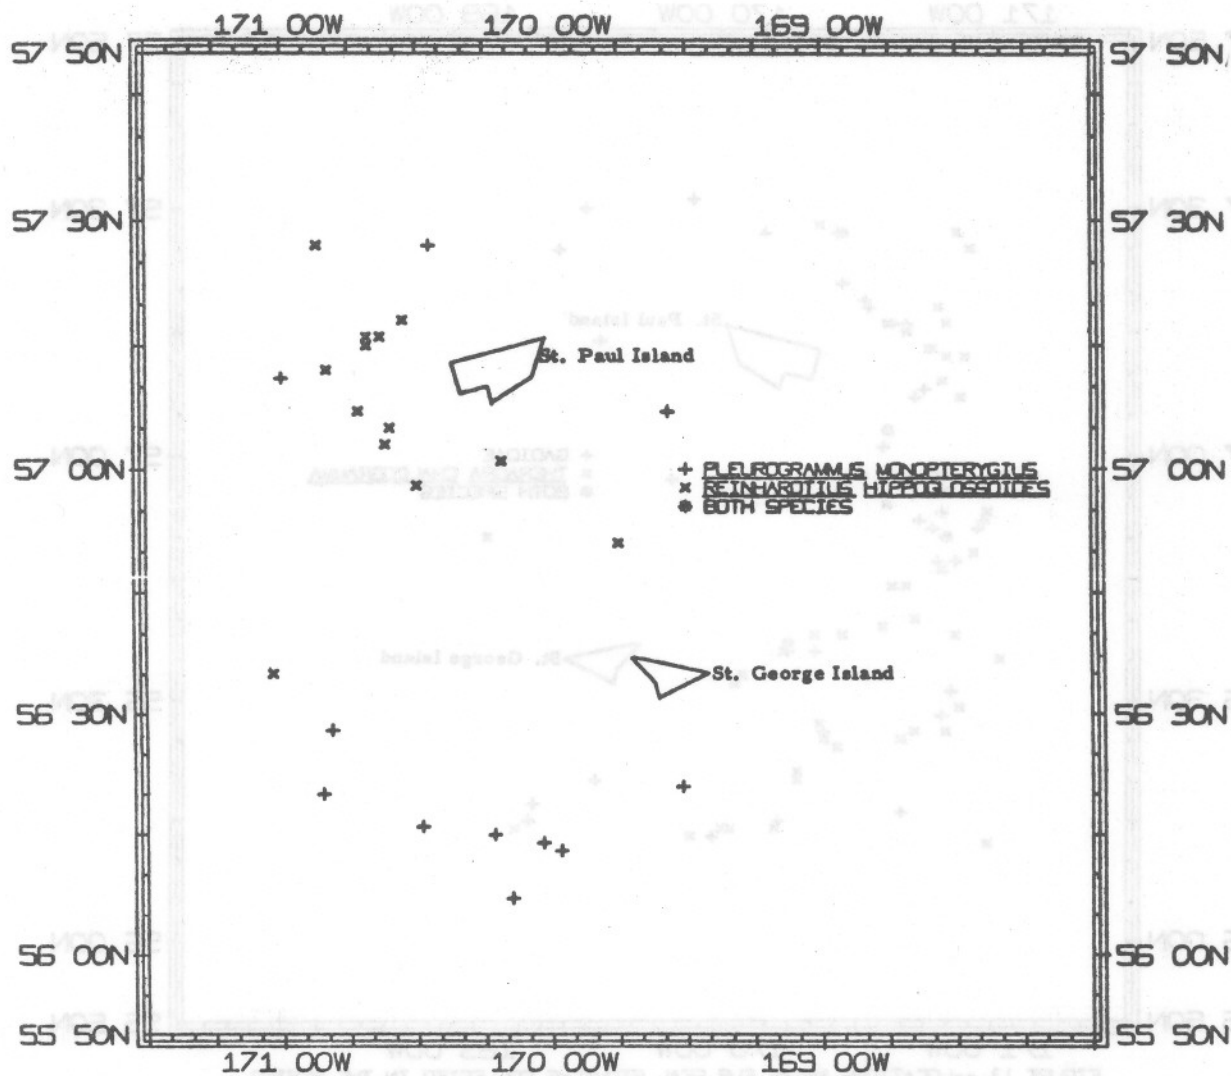 171 00W 170 00W 169 00W
57 50N 57 50N
57 30N 57 30N
St. Paul Island
57 00N 57 00N
+ PLEUROGRAMMUS MONOPTERYGIUS
x REINHARDTIUS HIPPOGLOSSOIDES
BOTH SPECIES
St. George Island
56 30N 56 30N
56 00N 56 00N
55 50N 55 50N
171 00W 170 00W 169 00W